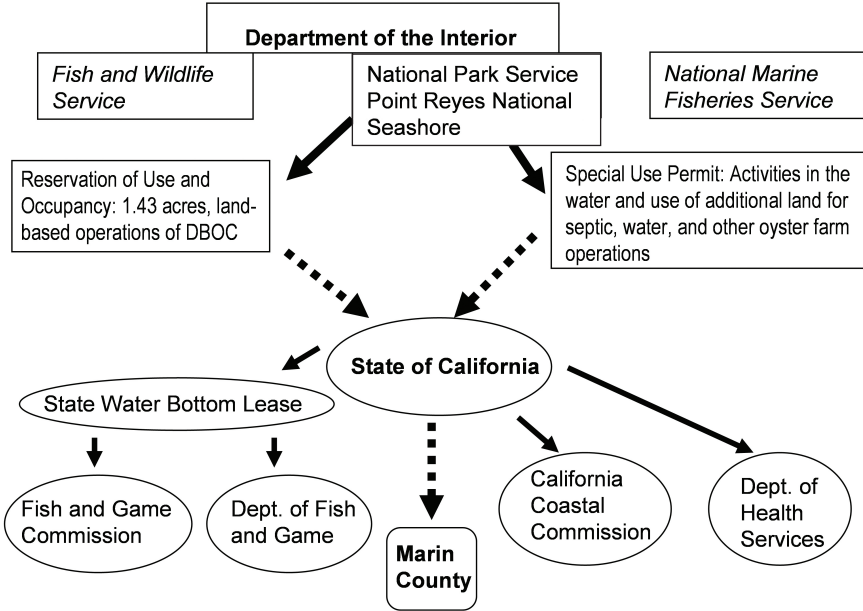 Department of the Interior
Fish and Wildlife
Service
National Park Service
Point Reyes National
Seashore
National Marine
Fisheries Service
Reservation of Use and
Occupancy: 1.43 acres, land-
based operations of DBOC
Special Use Permit: Activities in the
water and use of additional land for
septic, water, and other oyster farm
operations
State of California
State Water Bottom Lease
Fish and Game
Commission
Dept. of Fish
and Game
Marin
County
California
Coastal
Commission
Dept. of
Health
Services